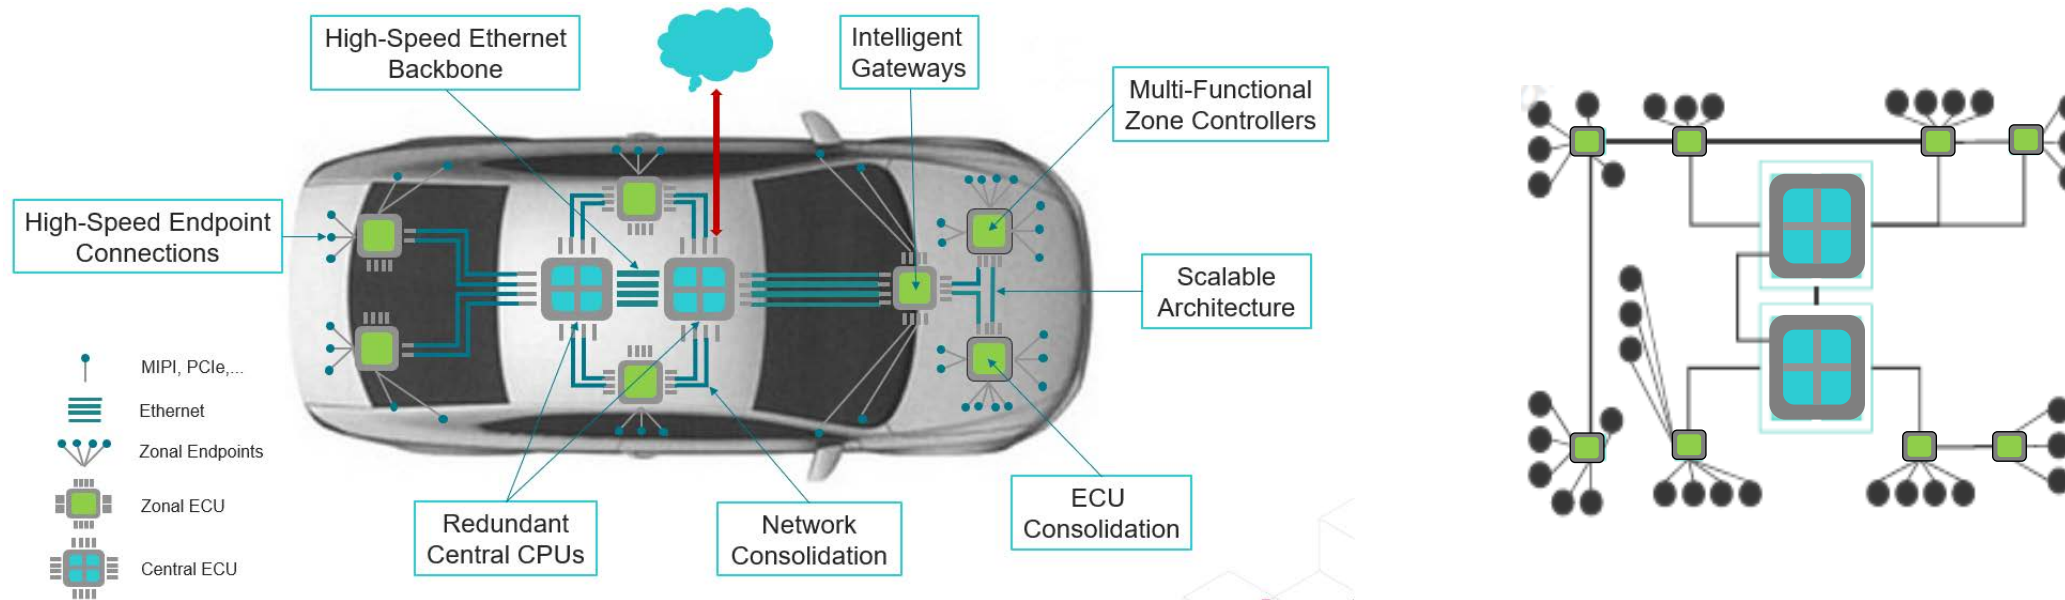 High-Speed Ethernet
Backbone
Intelligent
Gateways
Multi-Functional
Zone Controllers
High-Speed Endpoint
Connections
Scalable
Architecture
MIPI, PCIe,...
Ethernet
Zonal Endpoints
Zonal ECU
Central ECU
Redundant
Central CPUs
Network
Consolidation
ECU
Consolidation